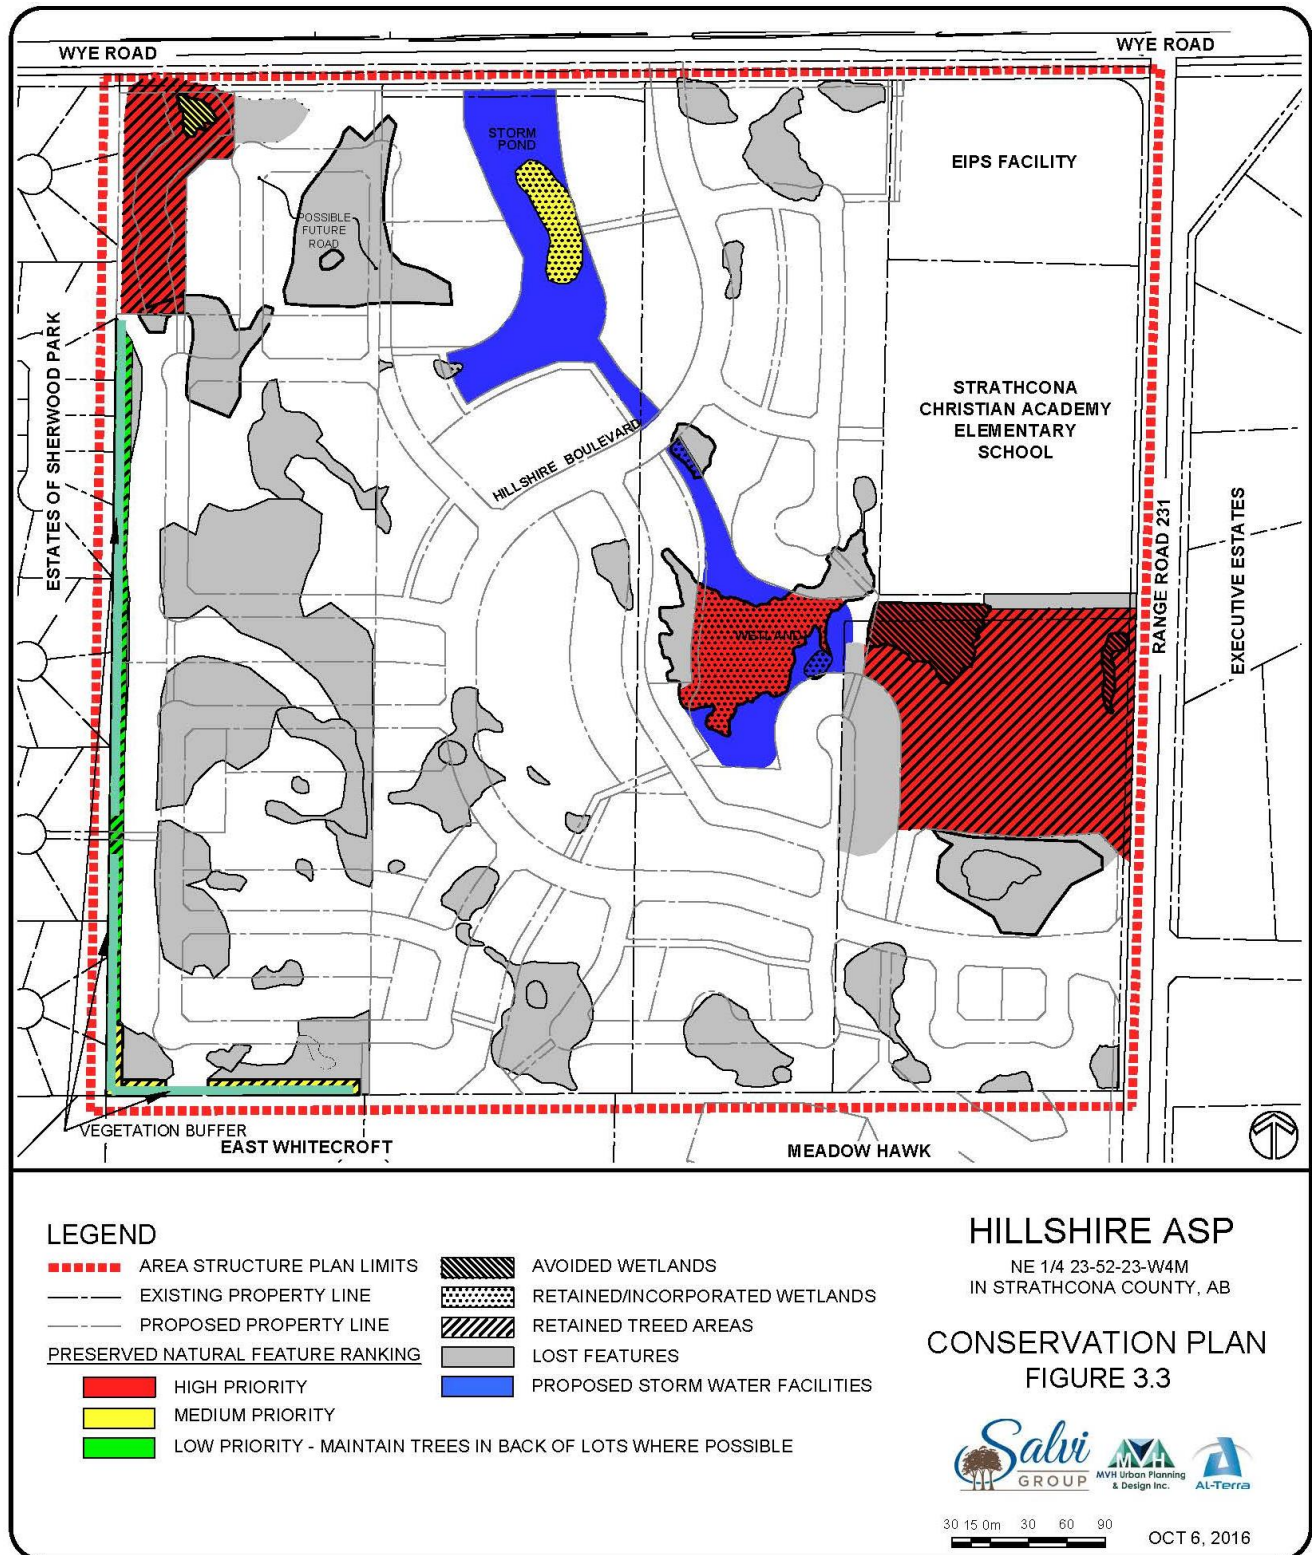 WYE ROAD
WYE ROAD
STORM
POND
EIPS FACILITY
POSSIBLE
FUTURE
ROAD
ESTATES OF SHERWOOD PARK
STRATHCONA
CHRISTIAN ACADEMY
ELEMENTARY
SCHOOL
HILLSHIRE BOULEVARD
RANGE ROAD 231
EXECUTIVE ESTATES
WETLAND
VEGETATION BUFFER
EAST WHITECROFT
MEADOW HAWK
LEGEND
AREA STRUCTURE PLAN LIMITS
EXISTING PROPERTY LINE
PROPOSED PROPERTY LINE
PRESERVED NATURAL FEATURE RANKING
HIGH PRIORITY
MEDIUM PRIORITY
LOW PRIORITY - MAINTAIN TREES IN BACK OF LOTS WHERE POSSIBLE
AVOIDED WETLANDS
RETAINED/INCORPORATED WETLANDS
RETAINED TREED AREAS
LOST FEATURES
PROPOSED STORM WATER FACILITIES
HILLSHIRE ASP
NE 1/4 23-52-23-W4M
IN STRATHCONA COUNTY, AB
CONSERVATION PLAN
FIGURE 3.3
Salvi
GROUP
MVH
MVH Urban Planning
& Design Inc.
AL-Terra
30 15 0m 30 60 90
OCT 6, 2016